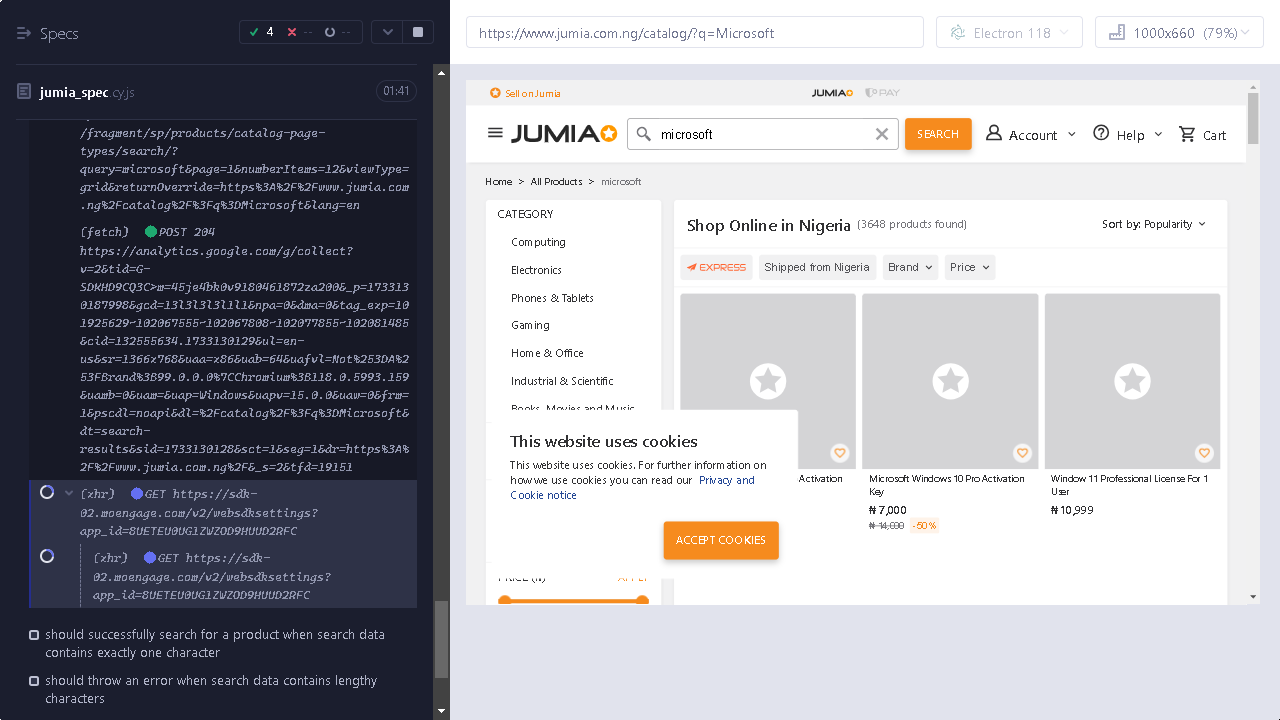 Specs
4
--
--
jumia_spec.cy.js
01:41
/fragment/sp/products/catalog-page-
types/search/?
query=microsoft&page=1&numberItems=12&viewType=
grid&returnOverride=https%3A%2F%2Fwww.jumia.com
.ng%2Fcatalog%2F%3Fq%3DMicrosoft&lang=en
(fetch) POST 204
https://analytics.google.com/g/collect?
v=2&tid=G-
SDKHD9CQ3C>m=45je4bk0v9180461872za200&_p=173313
0187998&gcd=13l3l3l3l1l1&npa=0&dma=0&tag_exp=10
1925629~102067555~102067808~102077855~102081485
&cid=132555634.1733130129&ul=en-
us&sr=1366x768&uaa=x86&uab=64&uafvl=Not%253DA%2
53FBrand%3B99.0.0.0%7CChromium%3B118.0.5993.159
&uamb=0&uam=&uap=Windows&uapv=15.0.0&uaw=0&frm=
1&pscdl=noapi&dl=%2Fcatalog%2F%3Fq%3DMicrosoft&
dt=search-
results&sid=1733130128&sct=1&seg=1&dr=https%3A%
2F%2Fwww.jumia.com.ng%2F&_s=2&tfd=19151
(xhr) GET https://sdk-
02.moengage.com/v2/websdksettings?
app_id=8UETEU0UG1ZWZOD9HUUD2RFC
(xhr) GET https://sdk-
02.moengage.com/v2/websdksettings?
app_id=8UETEU0UG1ZWZOD9HUUD2RFC
should successfully search for a product when search data
contains exactly one character
should throw an error when search data contains lengthy
characters
https://www.jumia.com.ng/catalog/?q=Microsoft
Electron 118
1000x660 (79%)
Sell on Jumia
JUMIA
PAY
JUMIA
microsoft
SEARCH
Account
Help
Cart
Home > All Products > microsoft
CATEGORY
Computing
Electronics
Phones & Tablets
Gaming
Home & Office
Industrial & Scientific
Books, Movies and Music
Shop Online in Nigeria (3648 products found)
Sort by: Popularity
EXPRESS
Shipped from Nigeria
Brand
Price
Activation
Microsoft Windows 10 Pro Activation
Key
₦ 7,000
₦ 14,000
-50%
Window 11 Professional License For 1
User
₦ 10,999
This website uses cookies
This website uses cookies. For further information on
how we use cookies you can read our Privacy and
Cookie notice
ACCEPT COOKIES